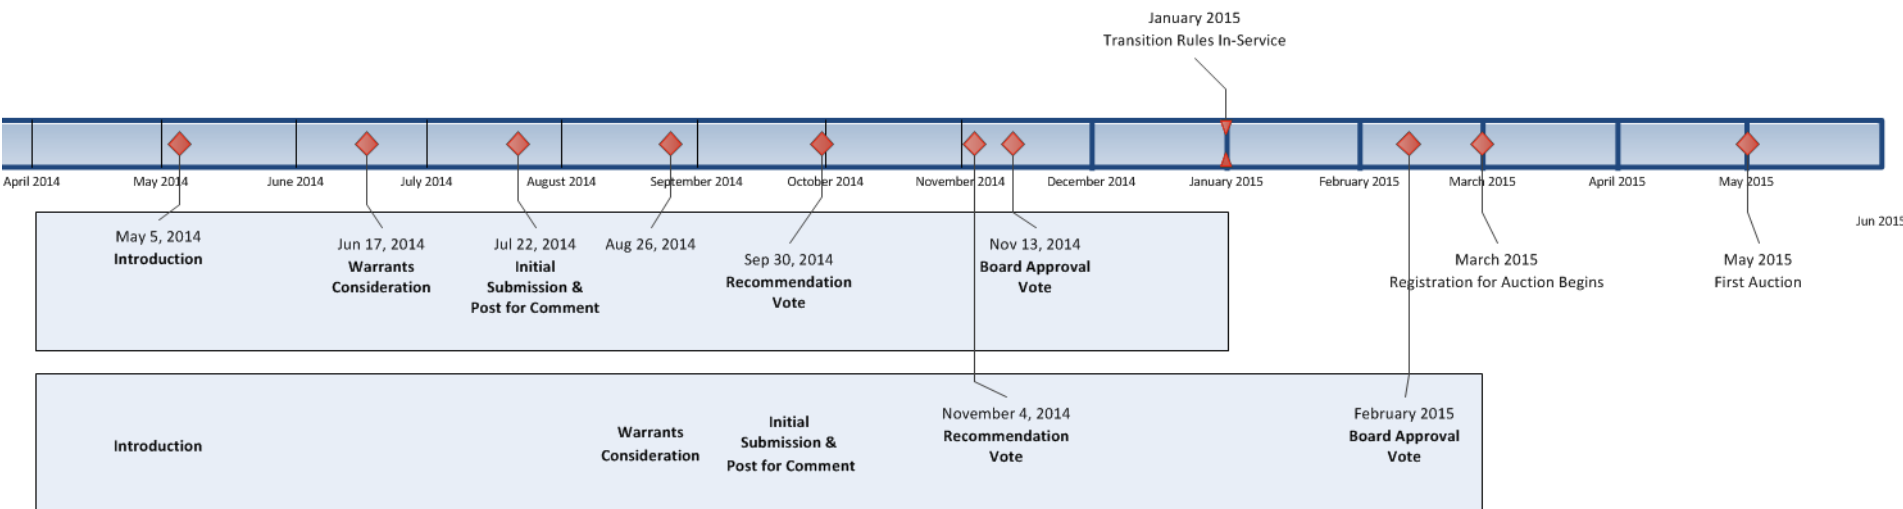 January 2015
Transition Rules In-Service
April 2014
May 2014
June 2014
July 2014
August 2014
September 2014
October 2014
November 2014
December 2014
January 2015
February 2015
March 2015
April 2015
May 2015
Jun 2015
May 5, 2014
Introduction
Jun 17, 2014
Warrants
Consideration
Jul 22, 2014
Initial
Submission &
Post for Comment
Aug 26, 2014
Sep 30, 2014
Recommendation
Vote
Nov 13, 2014
Board Approval
Vote
March 2015
Registration for Auction Begins
May 2015
First Auction
Introduction
Warrants
Consideration
Initial
Submission &
Post for Comment
November 4, 2014
Recommendation
Vote
February 2015
Board Approval
Vote